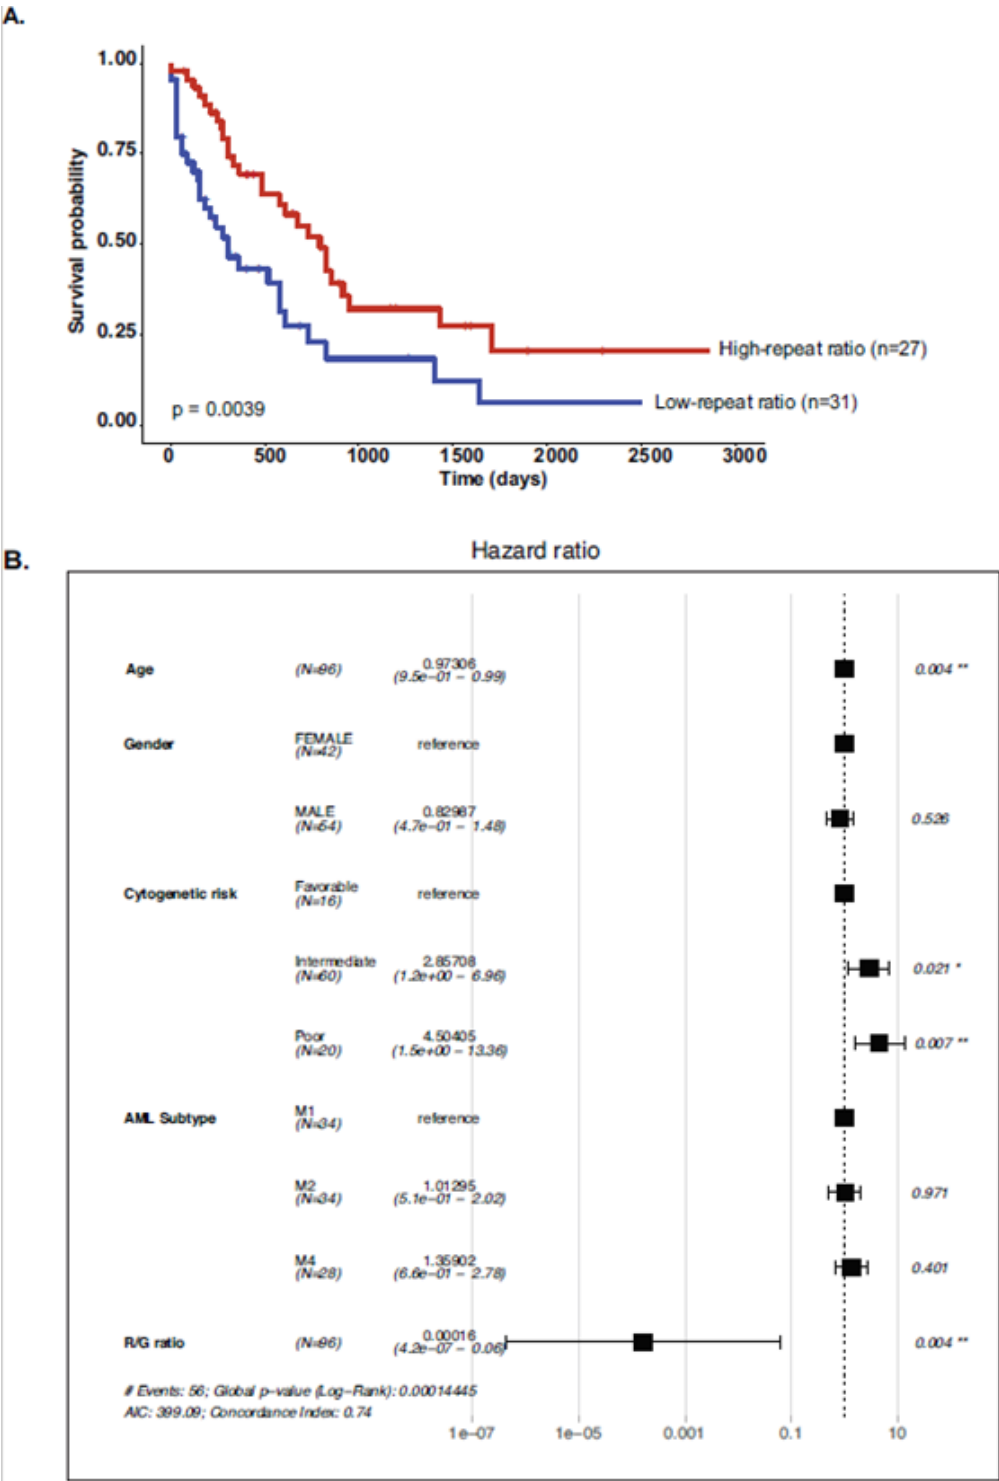 A.
1.00
0.75
0.50
0.25
0.00
Survival probability
High-repeat ratio (n=27)
Low-repeat ratio (n=31)
p = 0.0039
0 500 1000 1500 2000 2500 3000
Time (days)
B.
Hazard ratio
Age (N=96) 0.97306 0.004 **
(9.5e-01 - 0.99)
Gender FEMALE reference
(N=42)
MALE 0.82987 0.526
(N=54) (4.7e-01 - 1.48)
Cytogenetic risk Favorable reference
(N=16)
Intermediate 2.85708 0.021 *
(N=60) (1.2e+00 - 6.96)
Poor 4.50405 0.007 **
(N=20) (1.5e+00 - 13.36)
AML Subtype M1 reference
(N=34)
M2 1.01295 0.971
(N=34) (5.1e-01 - 2.02)
M4 1.35902 0.401
(N=28) (6.6e-01 - 2.78)
R/G ratio (N=96) 0.00016 0.004 **
(4.2e-07 - 0.06)
# Events: 56; Global p-value (Log-Rank): 0.00014445
AIC: 399.09; Concordance Index: 0.74
1e-07 1e-05 0.001 0.1 10